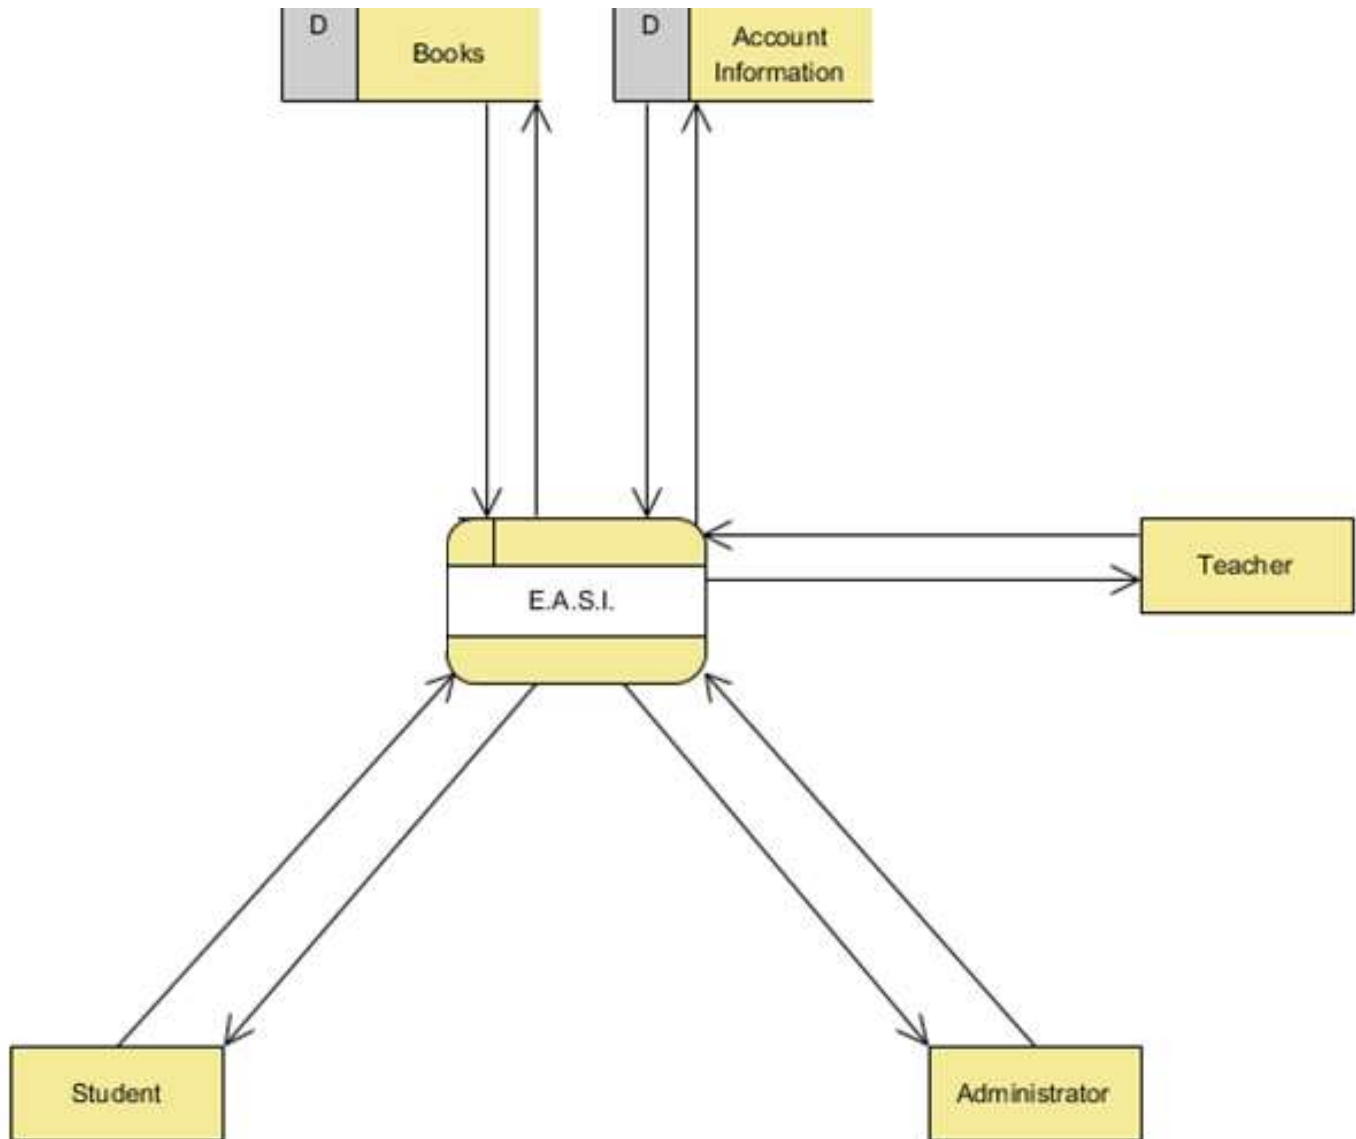 D
Books
D
Account
Information
E.A.S.I.
Teacher
Student
Administrator